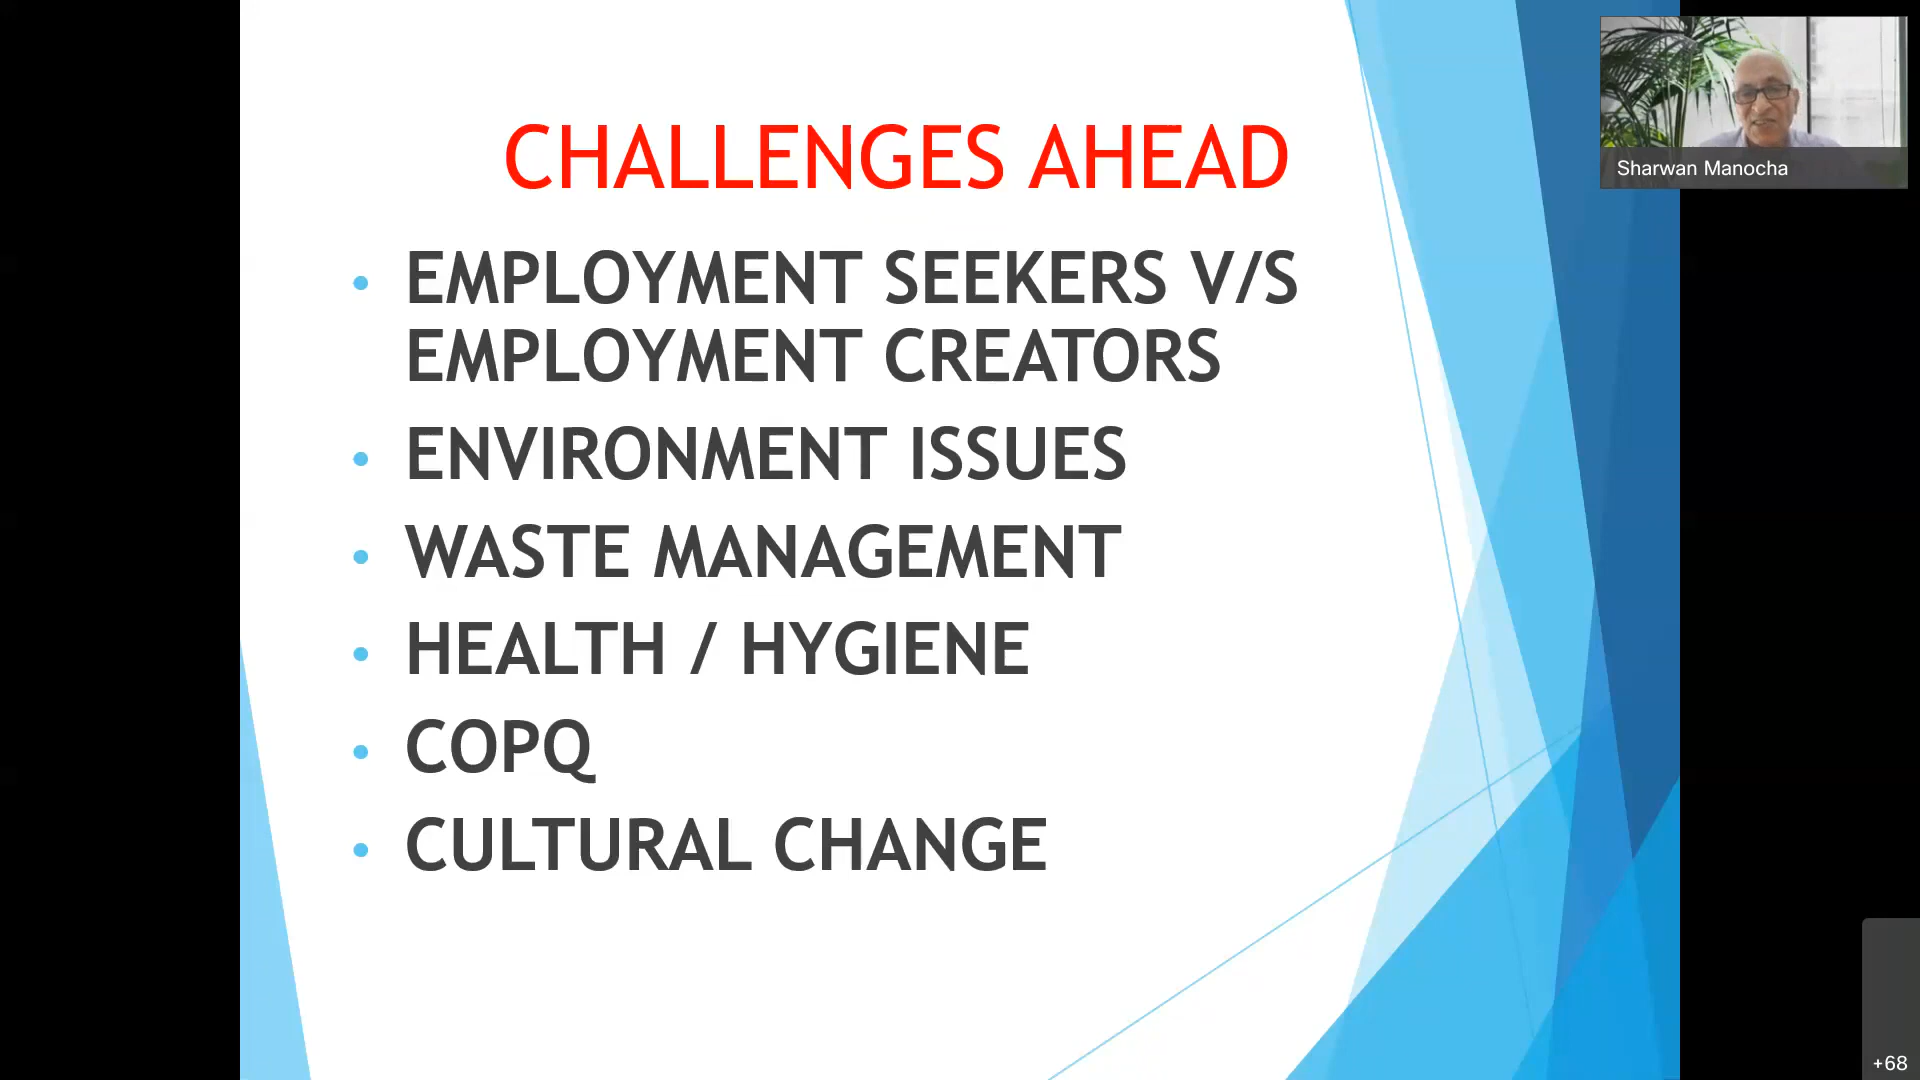 CHALLENGES AHEAD
• EMPLOYMENT SEEKERS V/S
EMPLOYMENT CREATORS
• ENVIRONMENT ISSUES
• WASTE MANAGEMENT
• HEALTH / HYGIENE
• COPQ
• CULTURAL CHANGE
Sharwan Manocha
+68